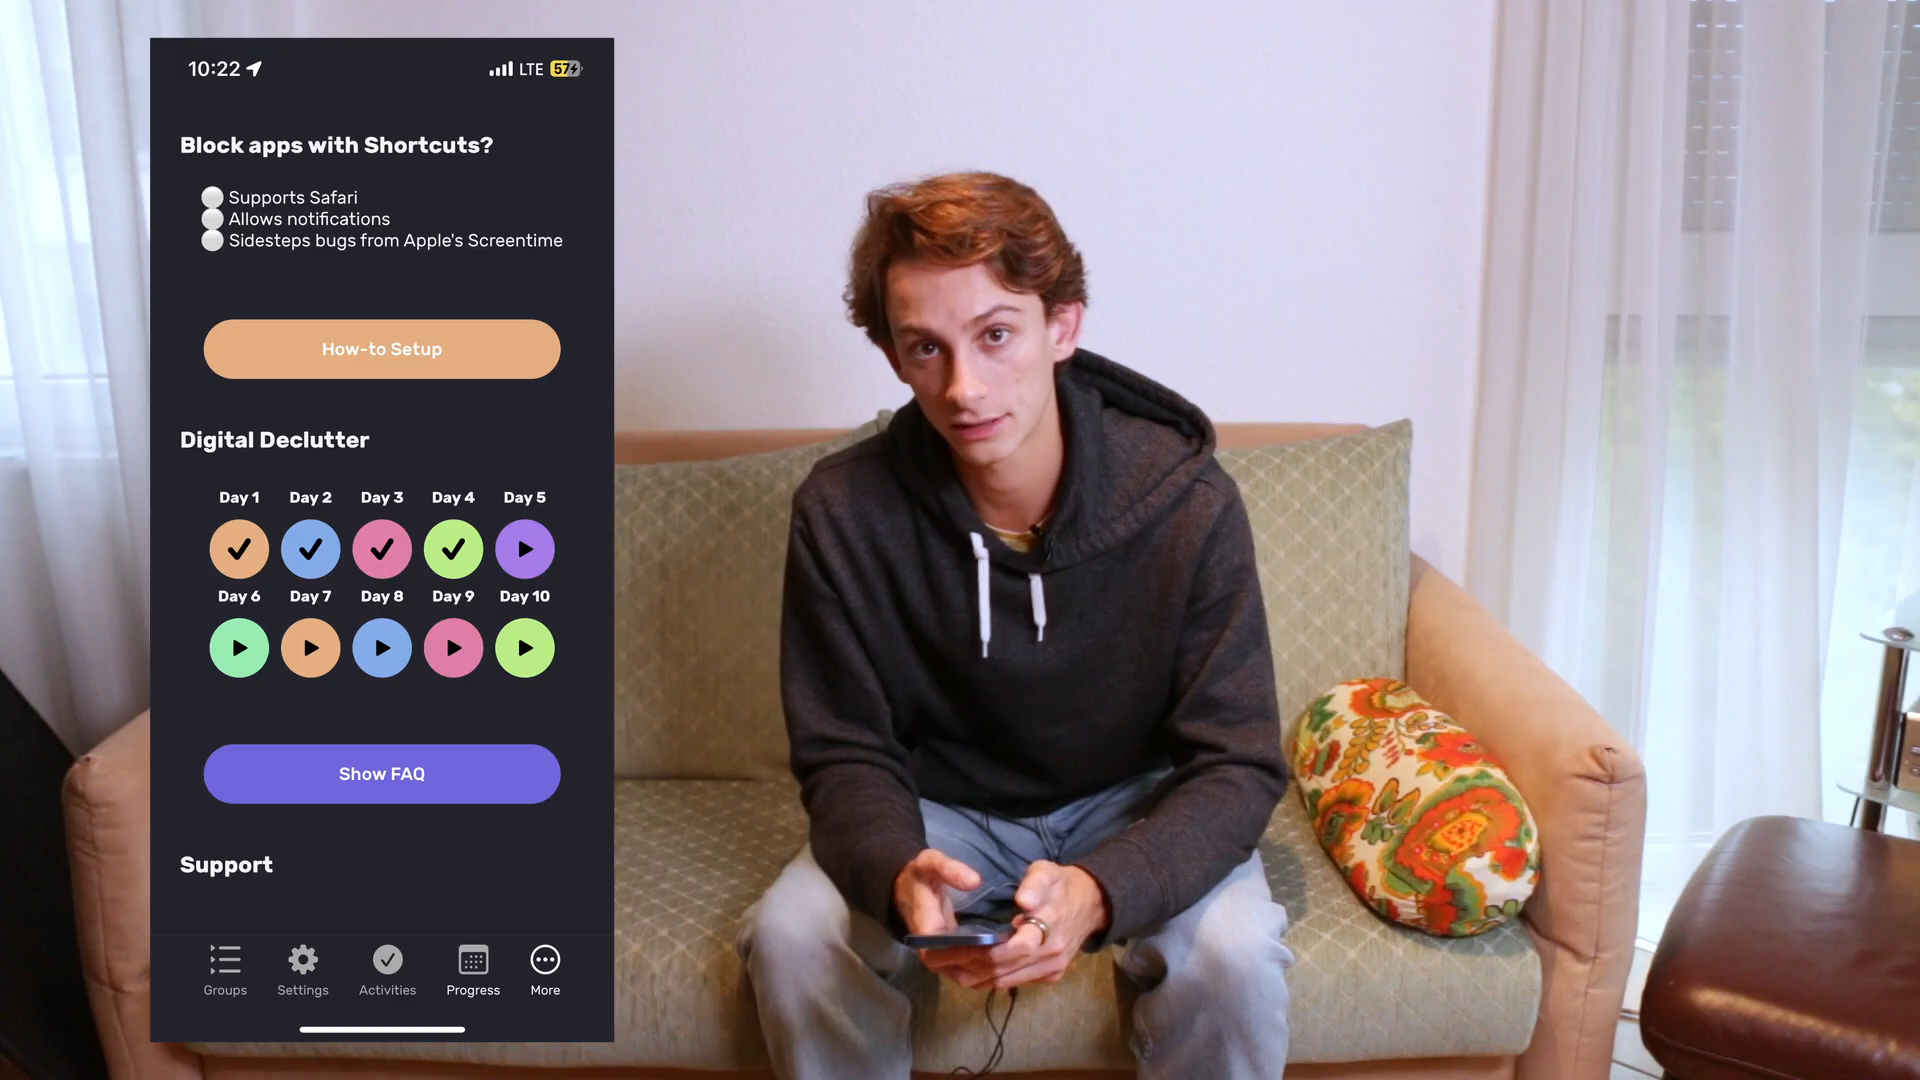 10:22 LTE 57
Block apps with Shortcuts?
Supports Safari
Allows notifications
Sidesteps bugs from Apple's Screentime
How-to Setup
Digital Declutter
Day 1 Day 2 Day 3 Day 4 Day 5
Day 6 Day 7 Day 8 Day 9 Day 10
Show FAQ
Support
Groups Settings Activities Progress More